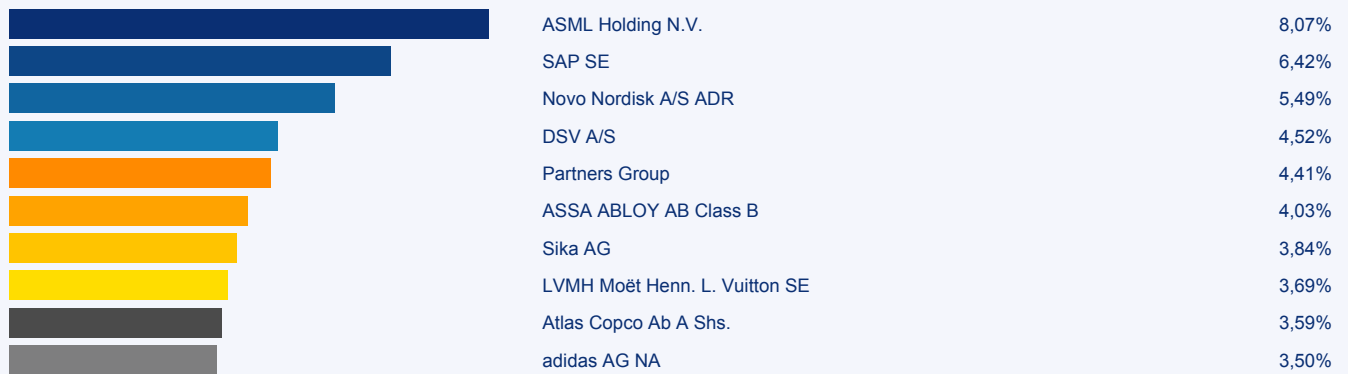 ASML Holding N.V. 8,07%
SAP SE 6,42%
Novo Nordisk A/S ADR 5,49%
DSV A/S 4,52%
Partners Group 4,41%
ASSA ABLOY AB Class B 4,03%
Sika AG 3,84%
LVMH Moët Henn. L. Vuitton SE 3,69%
Atlas Copco Ab A Shs. 3,59%
adidas AG NA 3,50%